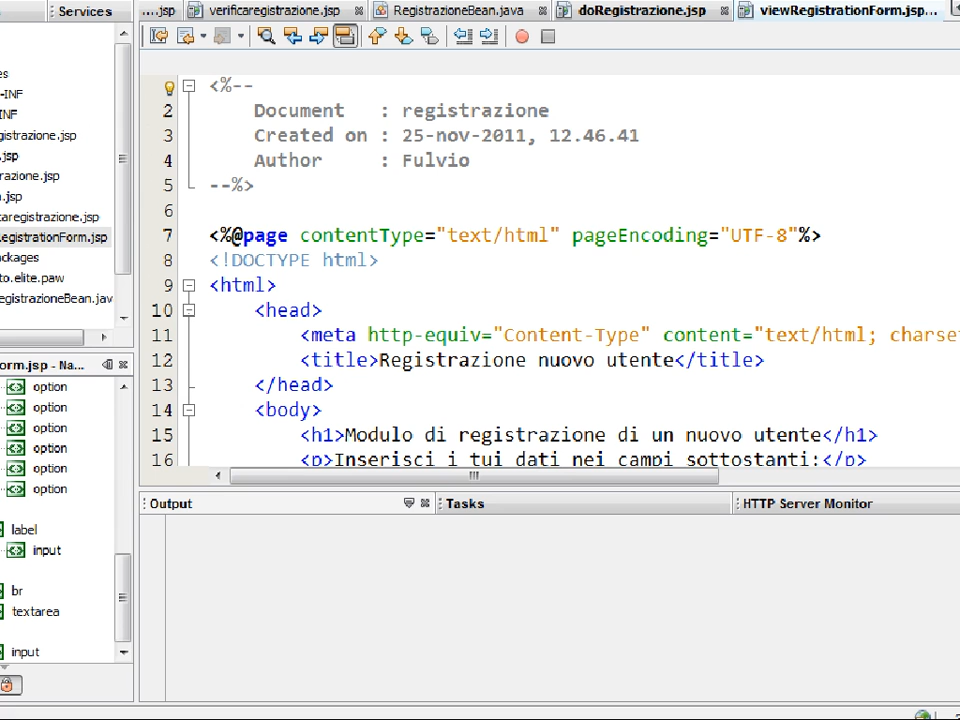 Services
....jsp
verificaregistrazione.jsp
RegistrazioneBean.java
doRegistrazione.jsp
viewRegistrationForm.jsp...
es
-INF
INF
gistrazione.jsp
.jsp
razione.jsp
n.jsp
caregistrazione.jsp
egistrationForm.jsp
ackages
to.elite.paw
egistrazioneBean.jav
<%--
2 Document : registrazione
3 Created on : 25-nov-2011, 12.46.41
4 Author : Fulvio
5 --%>
6
7 <%@page contentType="text/html" pageEncoding="UTF-8"%>
8 <!DOCTYPE html>
9 <html>
10 <head>
11 <meta http-equiv="Content-Type" content="text/html; charse
12 <title>Registrazione nuovo utente</title>
13 </head>
14 <body>
15 <h1>Modulo di registrazione di un nuovo utente</h1>
16 <p>Inserisci i tui dati nei campi sottostanti:</p>
orm.jsp - Na...
option
option
option
option
option
option
label
input
br
textarea
input
Output
Tasks
HTTP Server Monitor